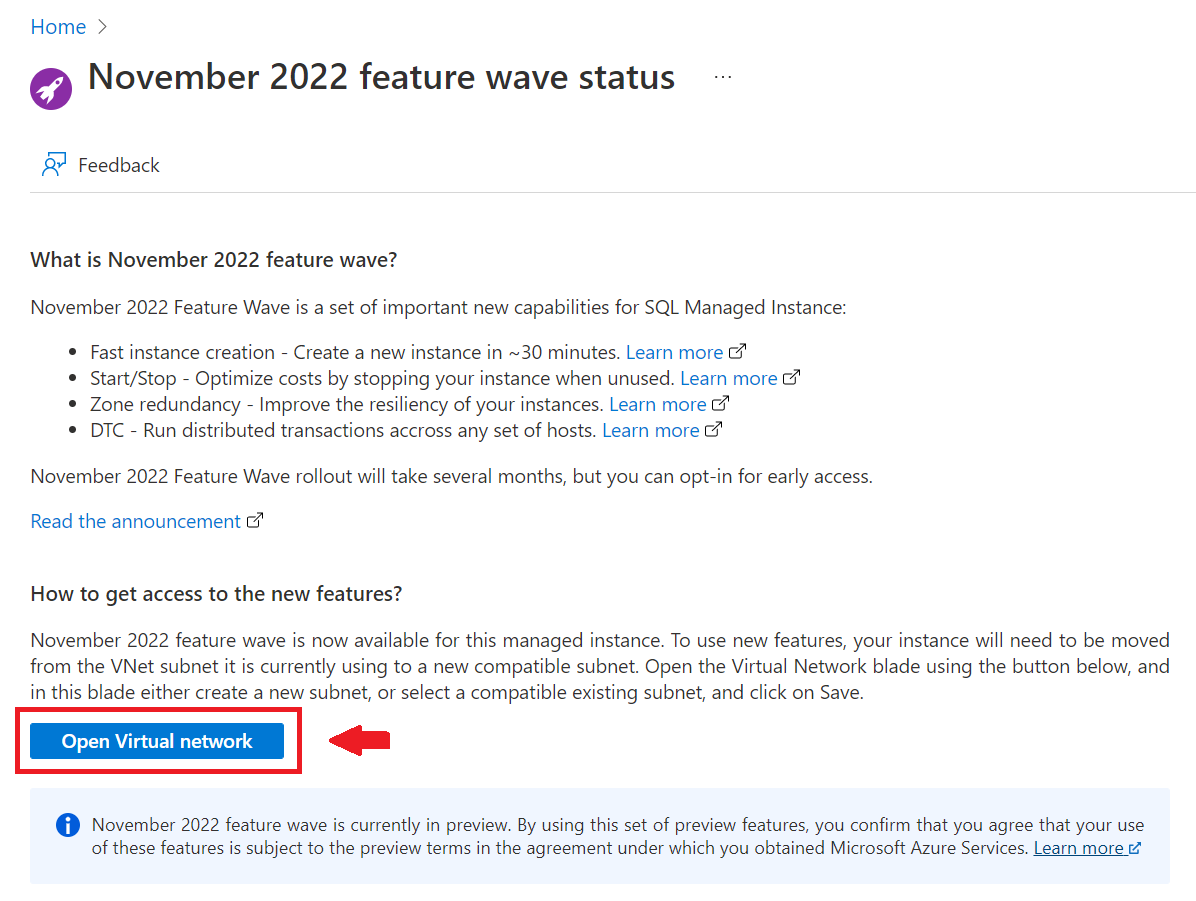 Home >
November 2022 feature wave status ...
Feedback
What is November 2022 feature wave?
November 2022 Feature Wave is a set of important new capabilities for SQL Managed Instance:
• Fast instance creation - Create a new instance in ~30 minutes. Learn more
• Start/Stop - Optimize costs by stopping your instance when unused. Learn more
• Zone redundancy - Improve the resiliency of your instances. Learn more
• DTC - Run distributed transactions accross any set of hosts. Learn more
November 2022 Feature Wave rollout will take several months, but you can opt-in for early access.
Read the announcement
How to get access to the new features?
November 2022 feature wave is now available for this managed instance. To use new features, your instance will need to be moved
from the VNet subnet it is currently using to a new compatible subnet. Open the Virtual Network blade using the button below, and
in this blade either create a new subnet, or select a compatible existing subnet, and click on Save.
Open Virtual network
November 2022 feature wave is currently in preview. By using this set of preview features, you confirm that you agree that your use
of these features is subject to the preview terms in the agreement under which you obtained Microsoft Azure Services. Learn more